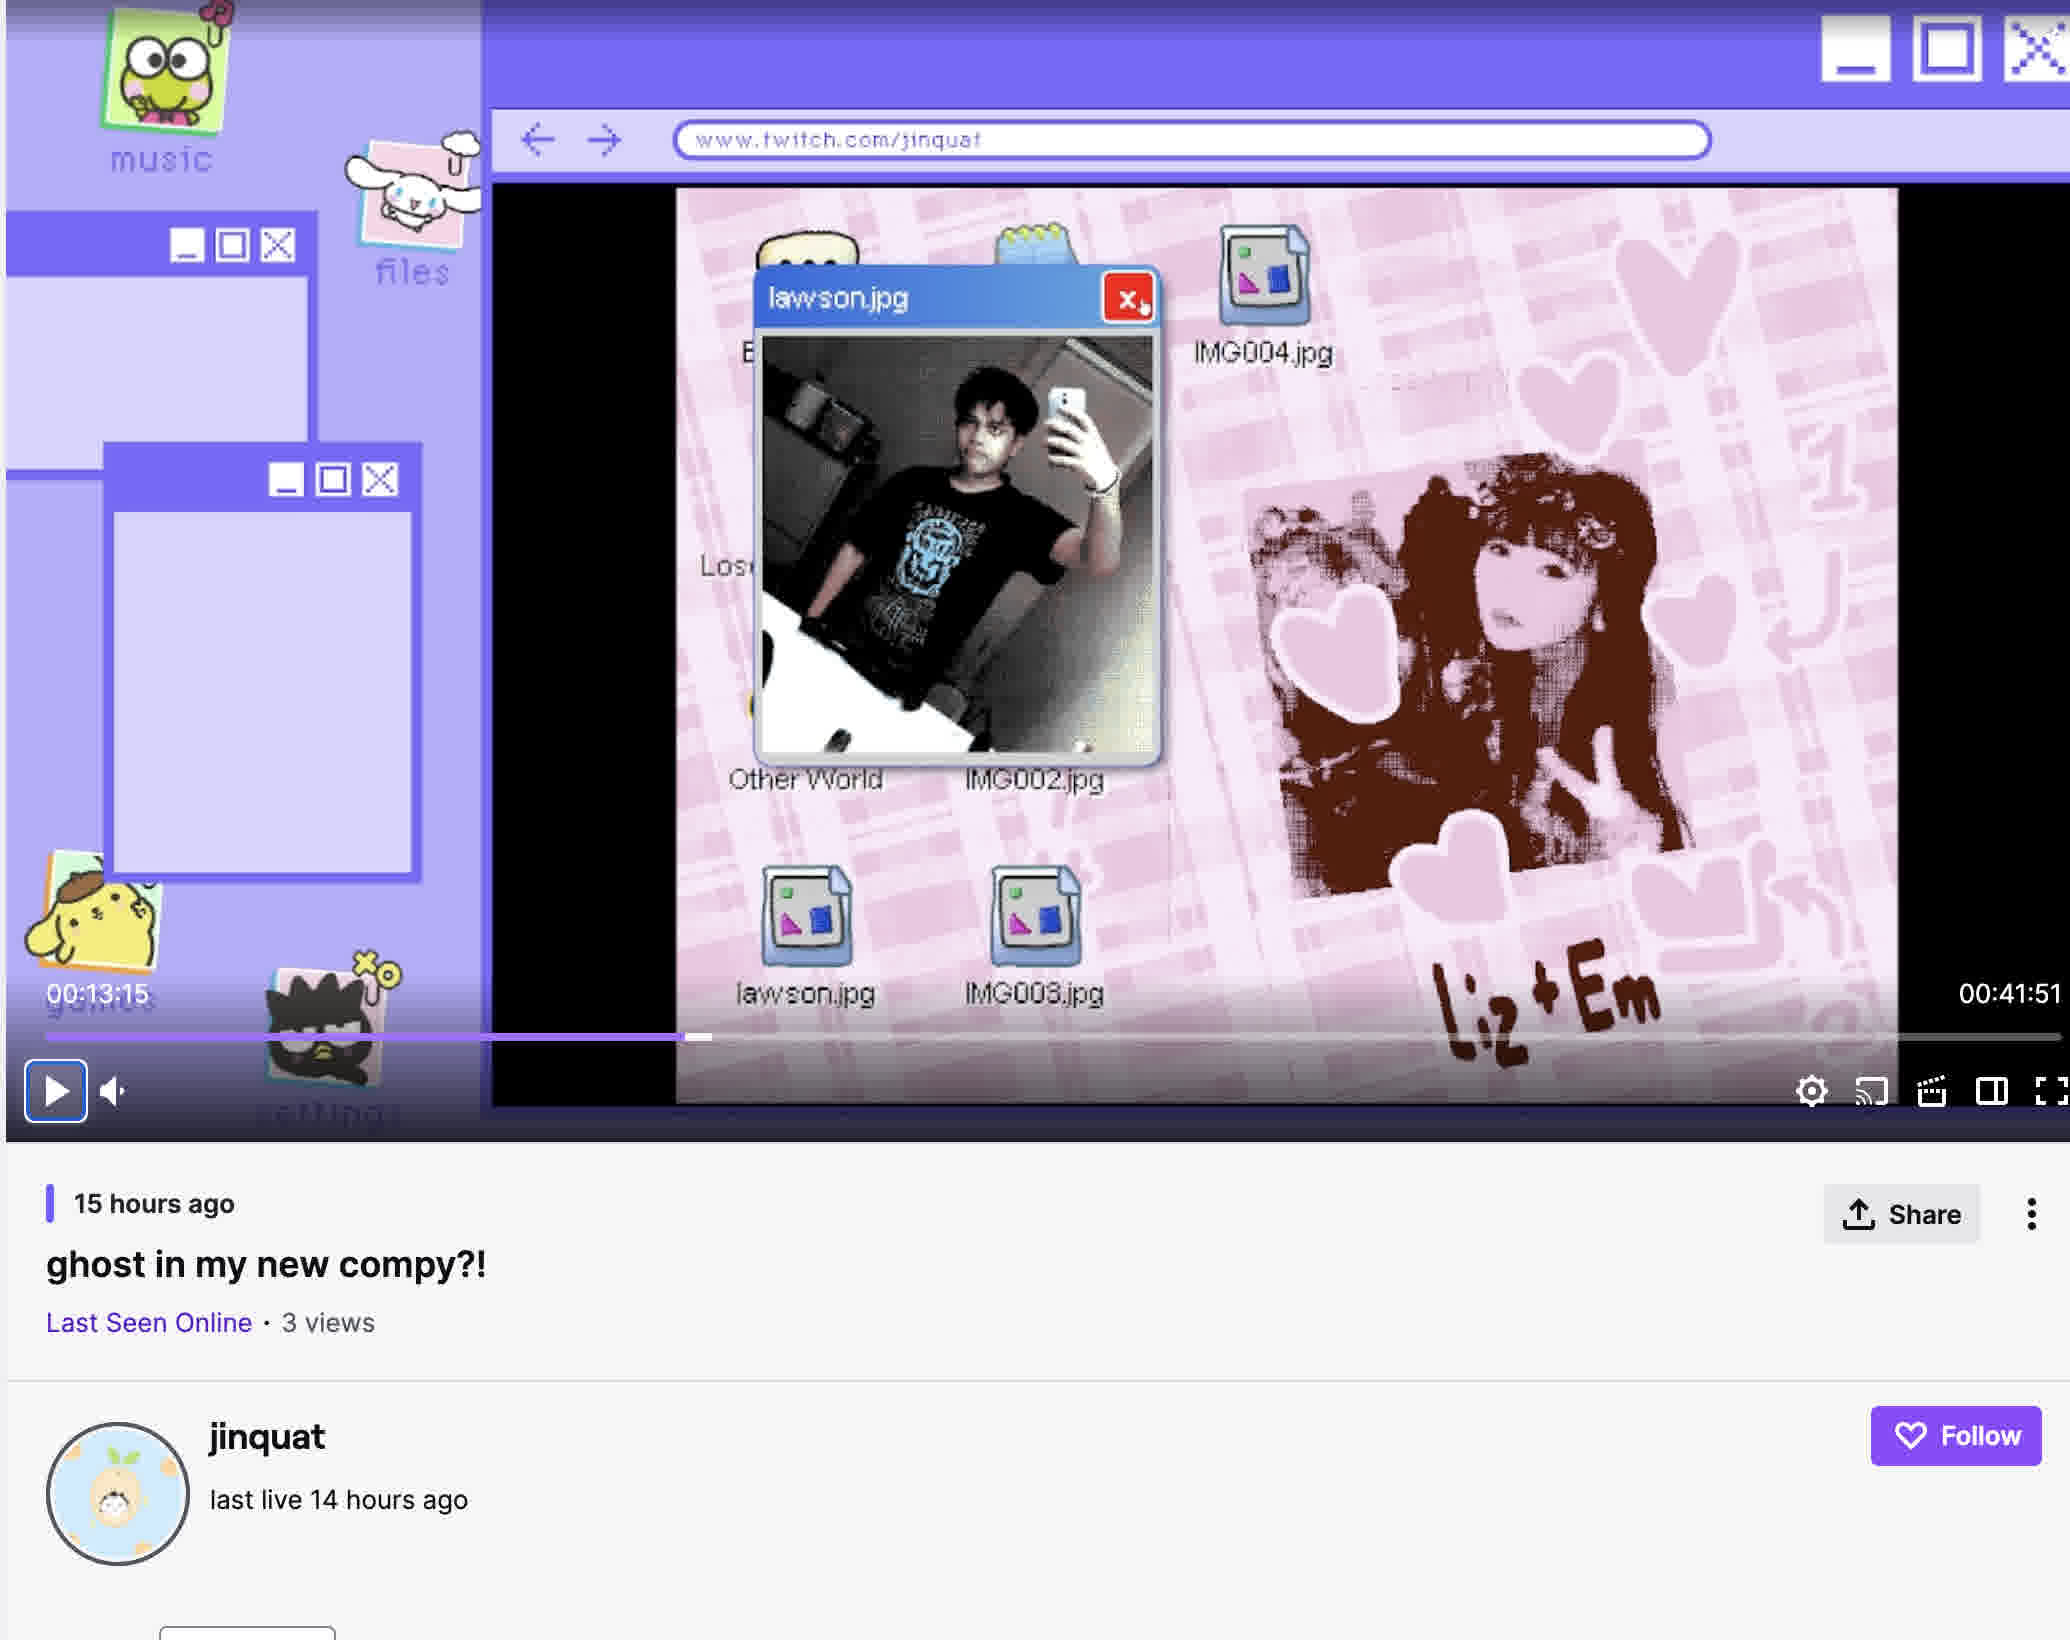 music
www.twitch.com/jinquat
files
lawson.jpg
IMG004.jpg
Other World
IMG002.jpg
lawson.jpg
IMG003.jpg
Liz + Em
games
00:13:15
00:41:51
15 hours ago
Share
ghost in my new compy?!
Last Seen Online • 3 views
jinquat
Follow
last live 14 hours ago